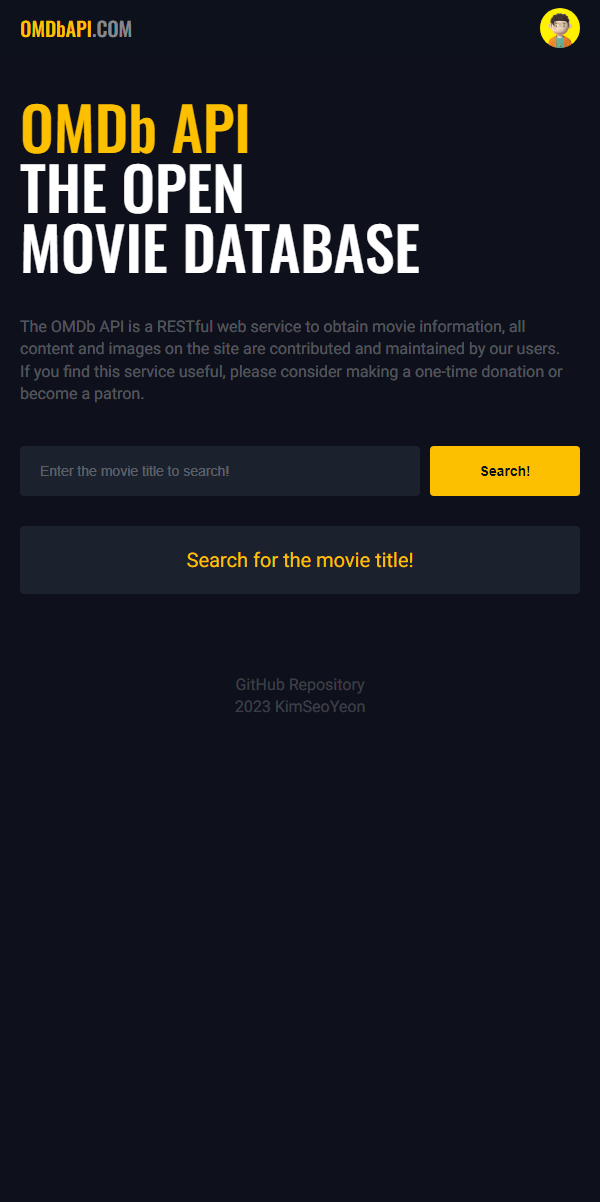 OMDbAPI.COM
OMDb API
THE OPEN
MOVIE DATABASE
The OMDb API is a RESTful web service to obtain movie information, all
content and images on the site are contributed and maintained by our users.
If you find this service useful, please consider making a one-time donation or
become a patron.
Enter the movie title to search!
Search!
Search for the movie title!
GitHub Repository
2023 KimSeoYeon